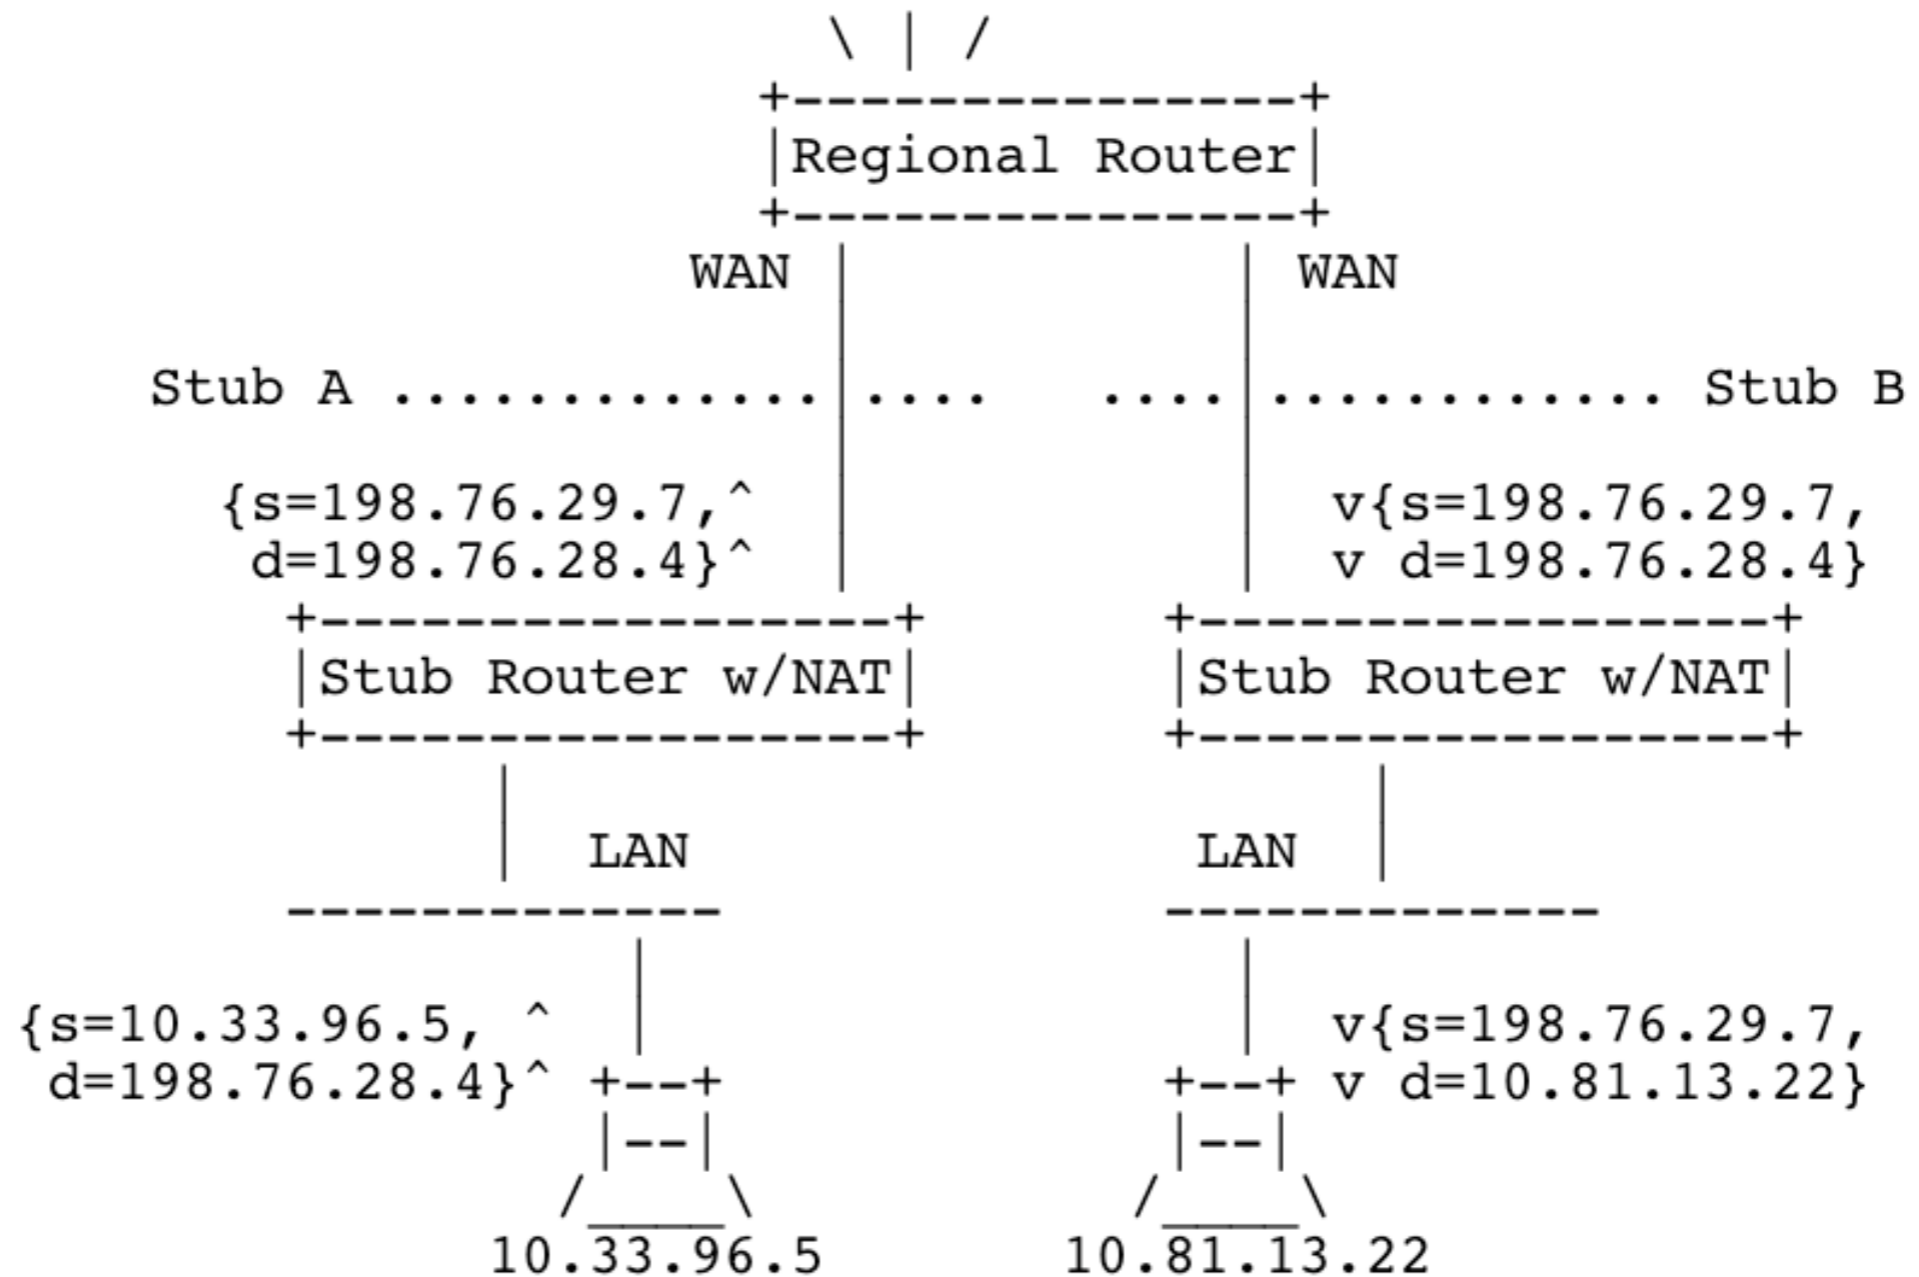 \ | /
+---------------+
|Regional Router|
+---------------+
WAN | | WAN
Stub A .............|.... ....|............ Stub B
{s=198.76.29.7,^ | | v{s=198.76.29.7,
d=198.76.28.4}^ | | v d=198.76.28.4}
+-----------------+ +-----------------+
|Stub Router w/NAT| |Stub Router w/NAT|
+-----------------+ +-----------------+
| |
| LAN LAN |
------------- -------------
| |
{s=10.33.96.5, ^ | | v{s=198.76.29.7,
d=198.76.28.4}^ +--+ +--+ v d=10.81.13.22}
|--| |--|
/____\ /____\
10.33.96.5 10.81.13.22